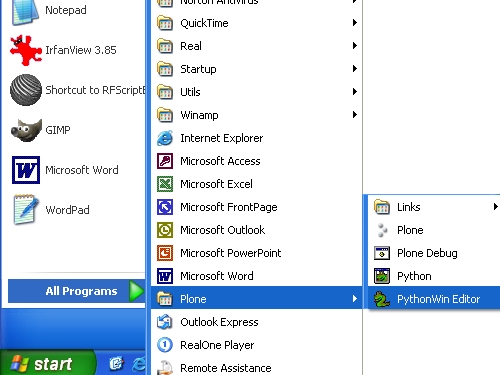 Notepad
IrfanView 3.85
Shortcut to RFScriptE
GIMP
Microsoft Word
WordPad
All Programs
start
Norton AntiVirus
QuickTime
Real
Startup
Utils
Winamp
Internet Explorer
Microsoft Access
Microsoft Excel
Microsoft FrontPage
Microsoft Outlook
Microsoft PowerPoint
Microsoft Word
Plone
Outlook Express
RealOne Player
Remote Assistance
Links
Plone
Plone Debug
Python
PythonWin Editor